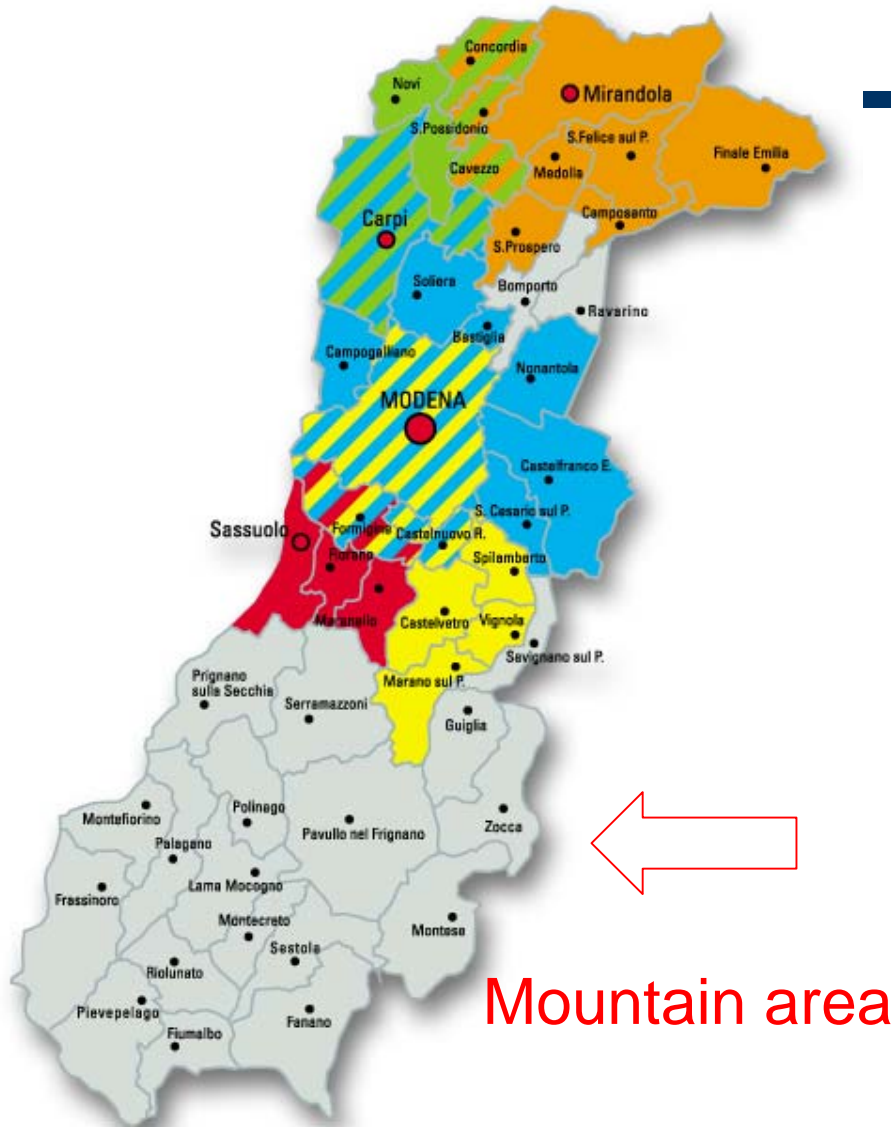 Concordia
Novi
Mirandola
S.Possidonio
S.Felice sul P.
Finale Emilia
Cavezzo
Medolla
Carpi
Camposanto
S.Prospero
Soliera
Bomporto
Ravarino
Bastiglia
Campogalliano
Nonantola
MODENA
Castelfranco E.
S. Cesario sul P.
Sassuolo
Formigine
Castelnuovo R.
Fiorano
Spilamberto
Maranello
Castelvetro
Vignola
Savignano sul P.
Marano sul P.
Prignano
sulla Secchia
Serramazzoni
Guiglia
Montefiorino
Polinago
Pavullo nel Frignano
Zocca
Palagano
Lama Mocogno
Frassinoro
Montecreto
Montese
Sestola
Riolunato
Mountain area
Pievepelago
Fanano
Fiumalbo